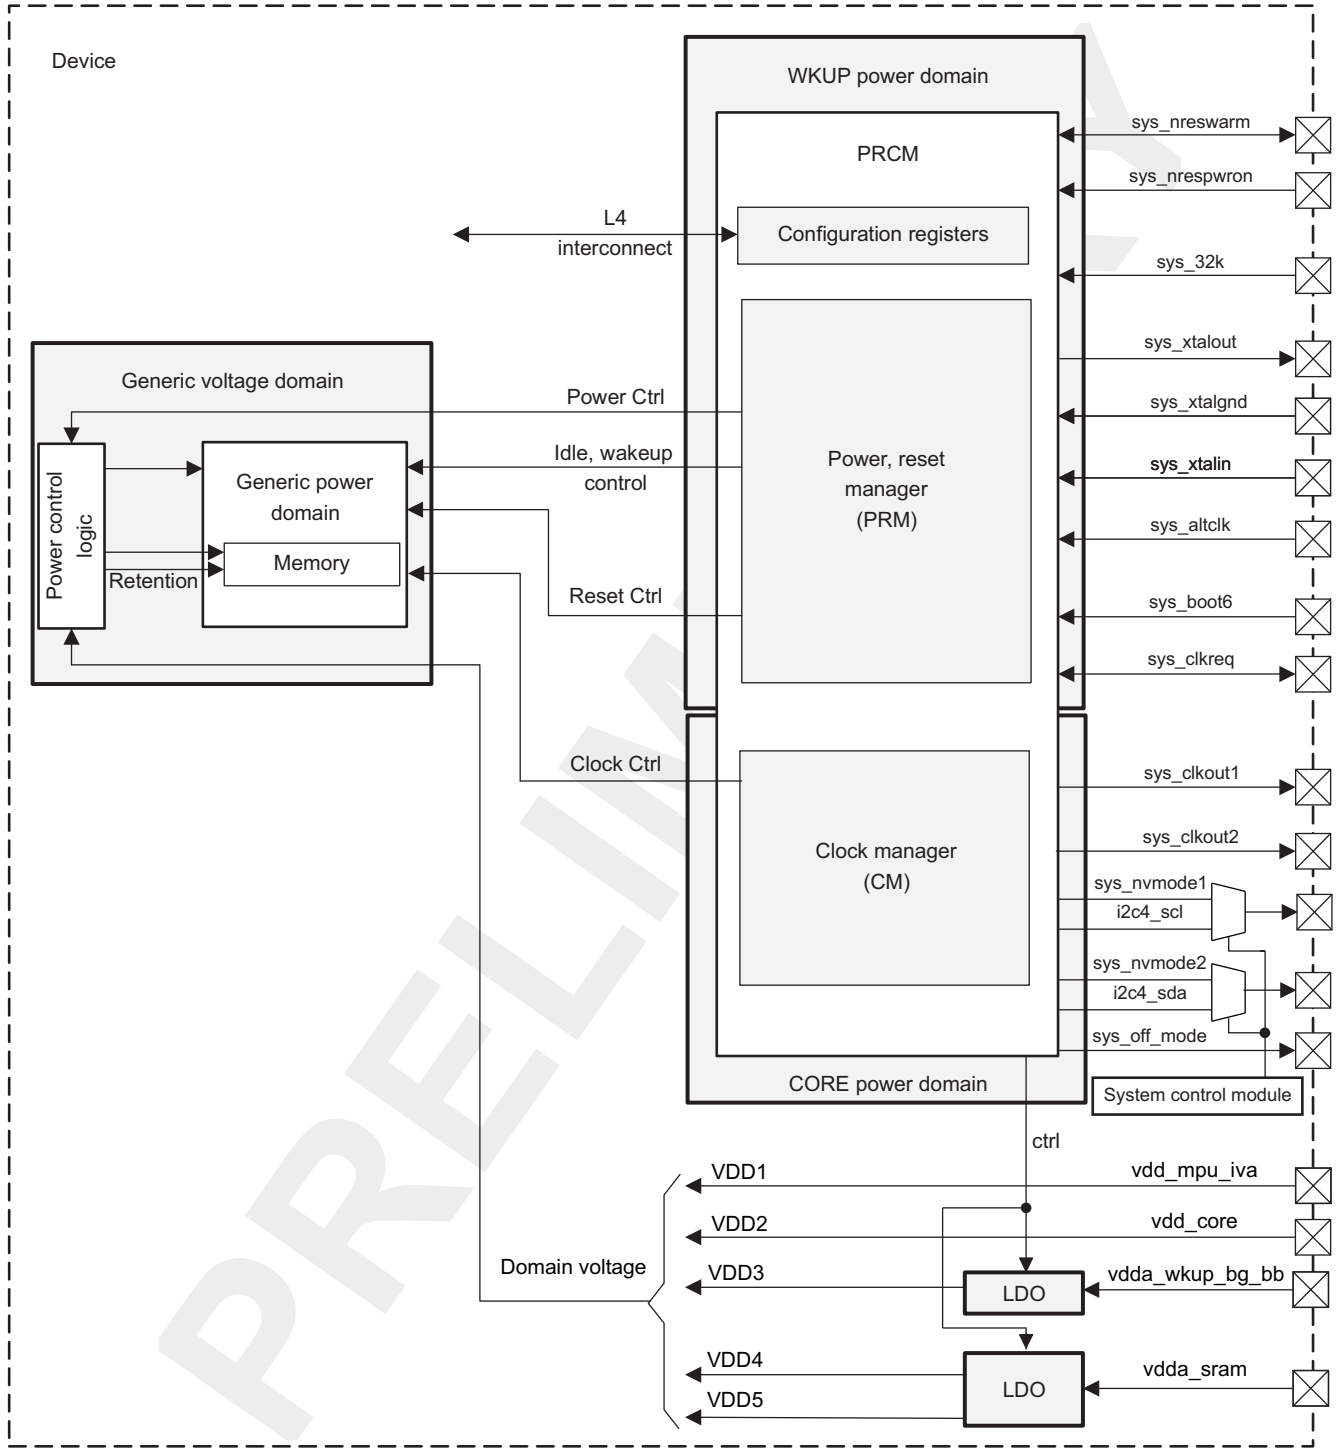 Device
WKUP power domain
PRCM
L4
interconnect
Configuration registers
Generic voltage domain
Power Ctrl
Idle, wakeup
control
Power control
logic
Generic power
domain
Memory
Retention
Reset Ctrl
Power, reset
manager
(PRM)
Clock Ctrl
Clock manager
(CM)
CORE power domain
sys_nreswarm
sys_nrespwron
sys_32k
sys_xtalout
sys_xtalgnd
sys_xtalin
sys_altclk
sys_boot6
sys_clkreq
sys_clkout1
sys_clkout2
sys_nvmode1
i2c4_scl
sys_nvmode2
i2c4_sda
sys_off_mode
System control module
ctrl
VDD1
vdd_mpu_iva
VDD2
vdd_core
Domain voltage
VDD3
LDO
vdda_wkup_bg_bb
VDD4
VDD5
LDO
vdda_sram
PRELIMINARY